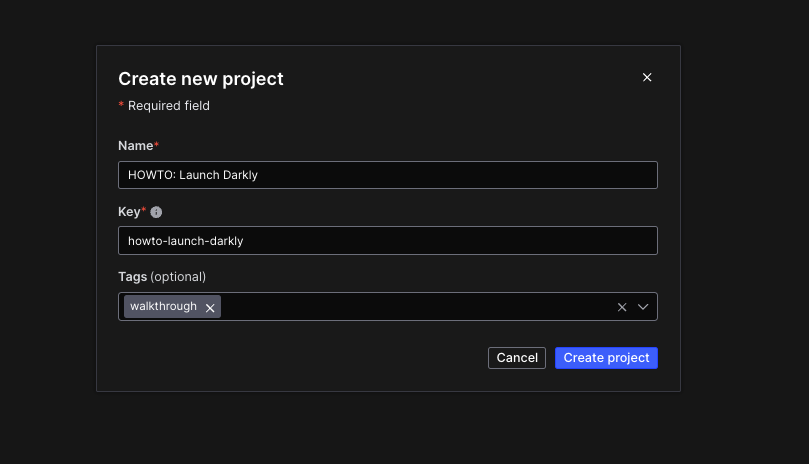 Create new project
* Required field
Name*
HOWTO: Launch Darkly
Key*
howto-launch-darkly
Tags (optional)
walkthrough
Cancel Create project